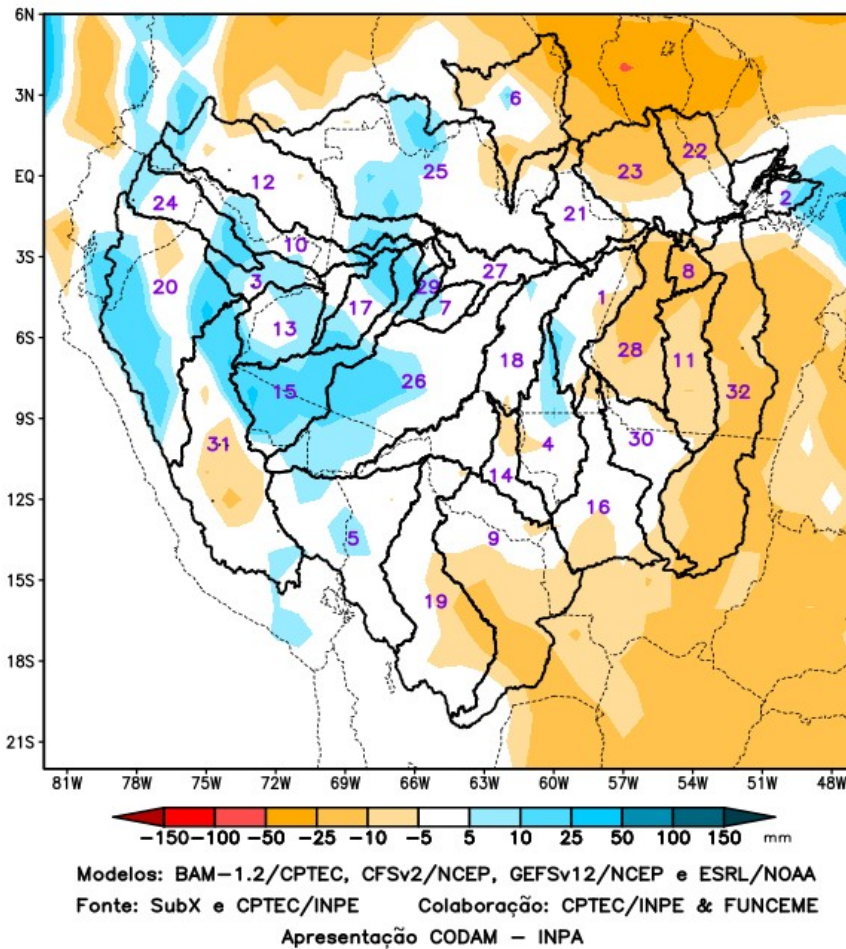 6N
3N
EQ
3S
6S
9S
12S
15S
18S
21S
6
25
23
22
12
2
24
21
10
27
8
3
29
20
7
1
17
13
28
18
11
26
15
32
31
30
4
14
16
5
9
19
81W 78W 75W 72W 69W 66W 63W 60W 57W 54W 51W 48W
−150 −100 −50 −25 −10 −5 5 10 25 50 100 150 mm
Modelos: BAM−1.2/CPTEC, CFSv2/NCEP, GEFSv12/NCEP e ESRL/NOAA
Fonte: SubX e CPTEC/INPE Colaboração: CPTEC/INPE & FUNCEME
Apresentação CODAM − INPA